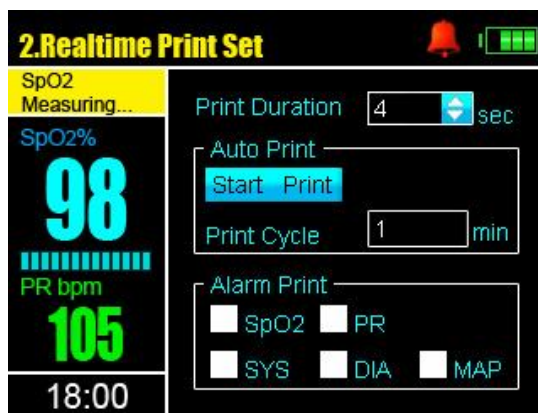 2.Realtime Print Set
SpO2
Measuring...
SpO2%
98
PR bpm
105
18:00
Print Duration 4 sec
Auto Print
Start Print
Print Cycle 1 min
Alarm Print
SpO2 PR
SYS DIA MAP